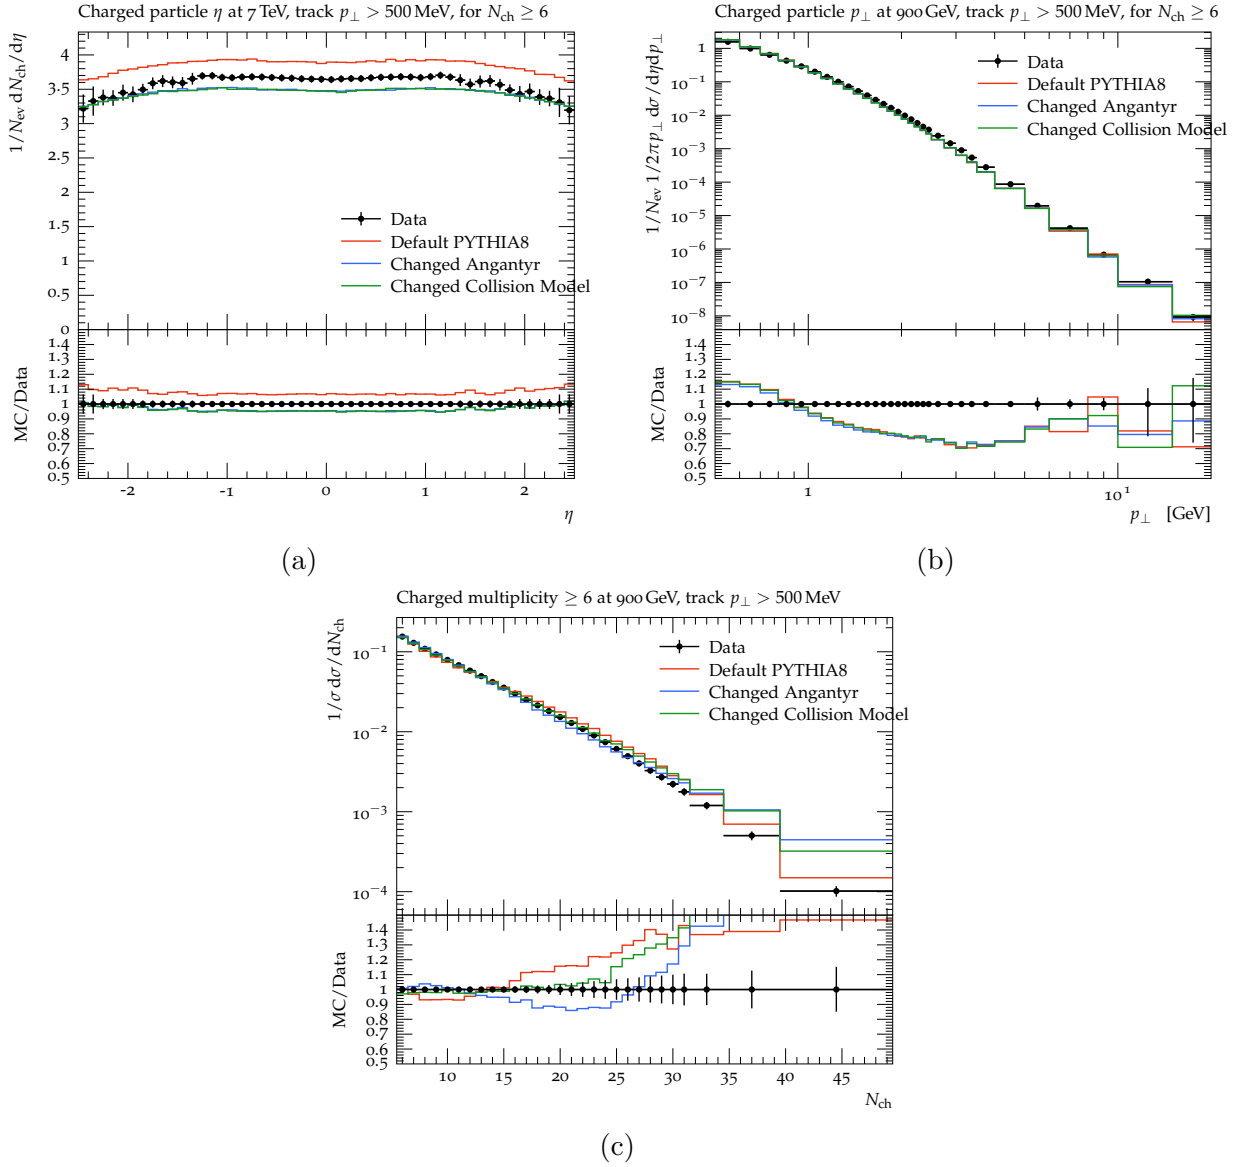 Charged particle η at 7 TeV, track p⊥ > 500 MeV, for Nch ≥ 6
1/Nev dNch/dη
4
3.5
3
2.5
2
1.5
1
0.5
0
Data
Default PYTHIA8
Changed Angantyr
Changed Collision Model
MC/Data
1.4
1.3
1.2
1.1
1
0.9
0.8
0.7
0.6
0.5
-2 -1 0 1 2
η
(a)
Charged particle p⊥ at 900 GeV, track p⊥ > 500 MeV, for Nch ≥ 6
1/Nev 1/2πp⊥ dσ/dηdp⊥
1
10⁻¹
10⁻²
10⁻³
10⁻⁴
10⁻⁵
10⁻⁶
10⁻⁷
10⁻⁸
Data
Default PYTHIA8
Changed Angantyr
Changed Collision Model
MC/Data
1.4
1.3
1.2
1.1
1
0.9
0.8
0.7
0.6
0.5
1 10¹
p⊥ [GeV]
(b)
Charged multiplicity ≥ 6 at 900 GeV, track p⊥ > 500 MeV
1/σ dσ/dNch
10⁻¹
10⁻²
10⁻³
10⁻⁴
Data
Default PYTHIA8
Changed Angantyr
Changed Collision Model
MC/Data
1.4
1.3
1.2
1.1
1
0.9
0.8
0.7
0.6
0.5
10 15 20 25 30 35 40 45
Nch
(c)